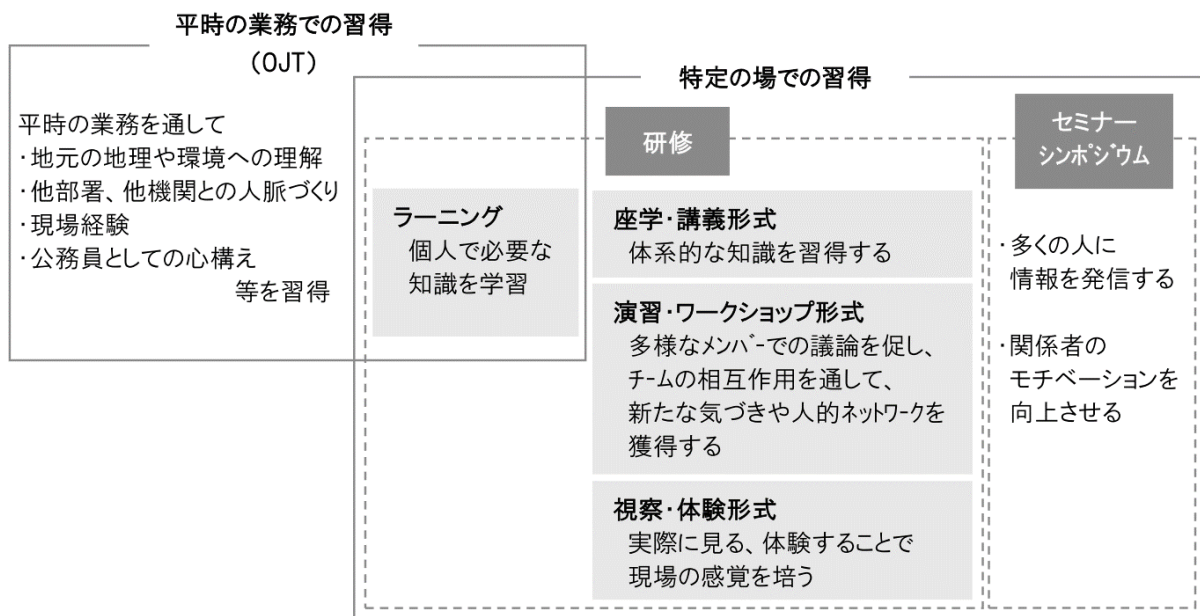 平時の業務での習得
（OJT）
平時の業務を通して
・地元の地理や環境への理解
・他部署、他機関との人脈づくり
・現場経験
・公務員としての心構え
等を習得
特定の場での習得
研修
ラーニング
個人で必要な
知識を学習
座学・講義形式
体系的な知識を習得する
演習・ワークショップ形式
多様なﾒﾝﾊﾞｰでの議論を促し、
ﾁｰﾑの相互作用を通して、
新たな気づきや人的ﾈｯﾄﾜｰｸを
獲得する
視察・体験形式
実際に見る、体験することで
現場の感覚を培う
セミナー
ｼﾝﾎﾟｼﾞｳﾑ
・多くの人に
情報を発信する
・関係者の
モチベーションを
向上させる